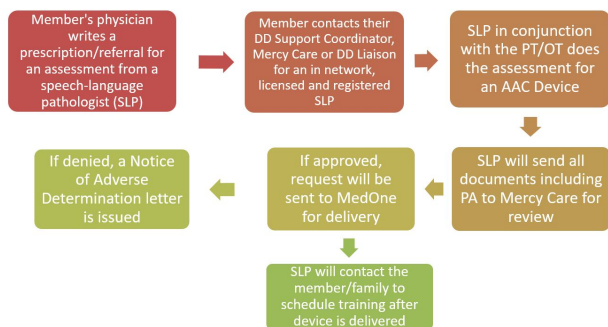 Member's physician
writes a
prescription/referral for
an assessment from a
speech-language
pathologist (SLP)
Member contacts their
DD Support Coordinator,
Mercy Care or DD Liaison
for an in network,
licensed and registered
SLP
SLP in conjunction
with the PT/OT does
the assessment for
an AAC Device
SLP will send all
documents including
PA to Mercy Care for
review
If approved,
request will be
sent to MedOne
for delivery
If denied, a Notice
of Adverse
Determination letter
is issued
SLP will contact the
member/family to
schedule training after
device is delivered